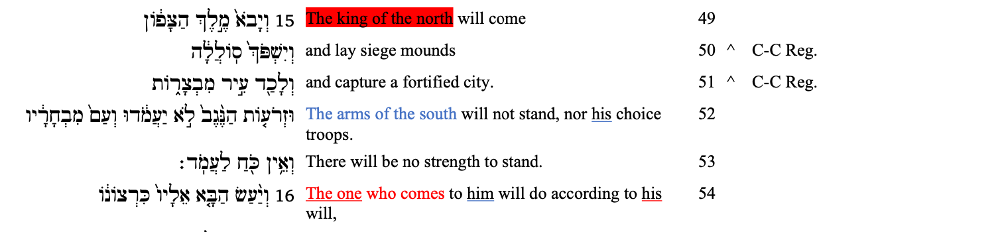 15 וְיָבֹא֙ מֶ֣לֶךְ הַצָּפ֔וֹן The king of the north will come 49
וְיִשְׁפֹּךְ֙ סֽוֹלֲלָ֔ה and lay siege mounds 50 ^ C-C Reg.
וְלָכַ֖ד עִ֣יר מִבְצָר֑וֹת and capture a fortified city. 51 ^ C-C Reg.
וּזְרֹע֤וֹת הַנֶּ֙גֶב֙ לֹ֣א יַעֲמֹ֔דוּ וְעַם֙ מִבְחָרָ֔יו The arms of the south will not stand, nor his choice 52
troops.
וְאֵ֥ין כֹּ֖חַ לַעֲמֹֽד׃ There will be no strength to stand. 53
16 וְיַ֨עַשׂ הַבָּ֤א אֵלָיו֙ כִּרְצוֹנ֔וֹ The one who comes to him will do according to his 54
will,